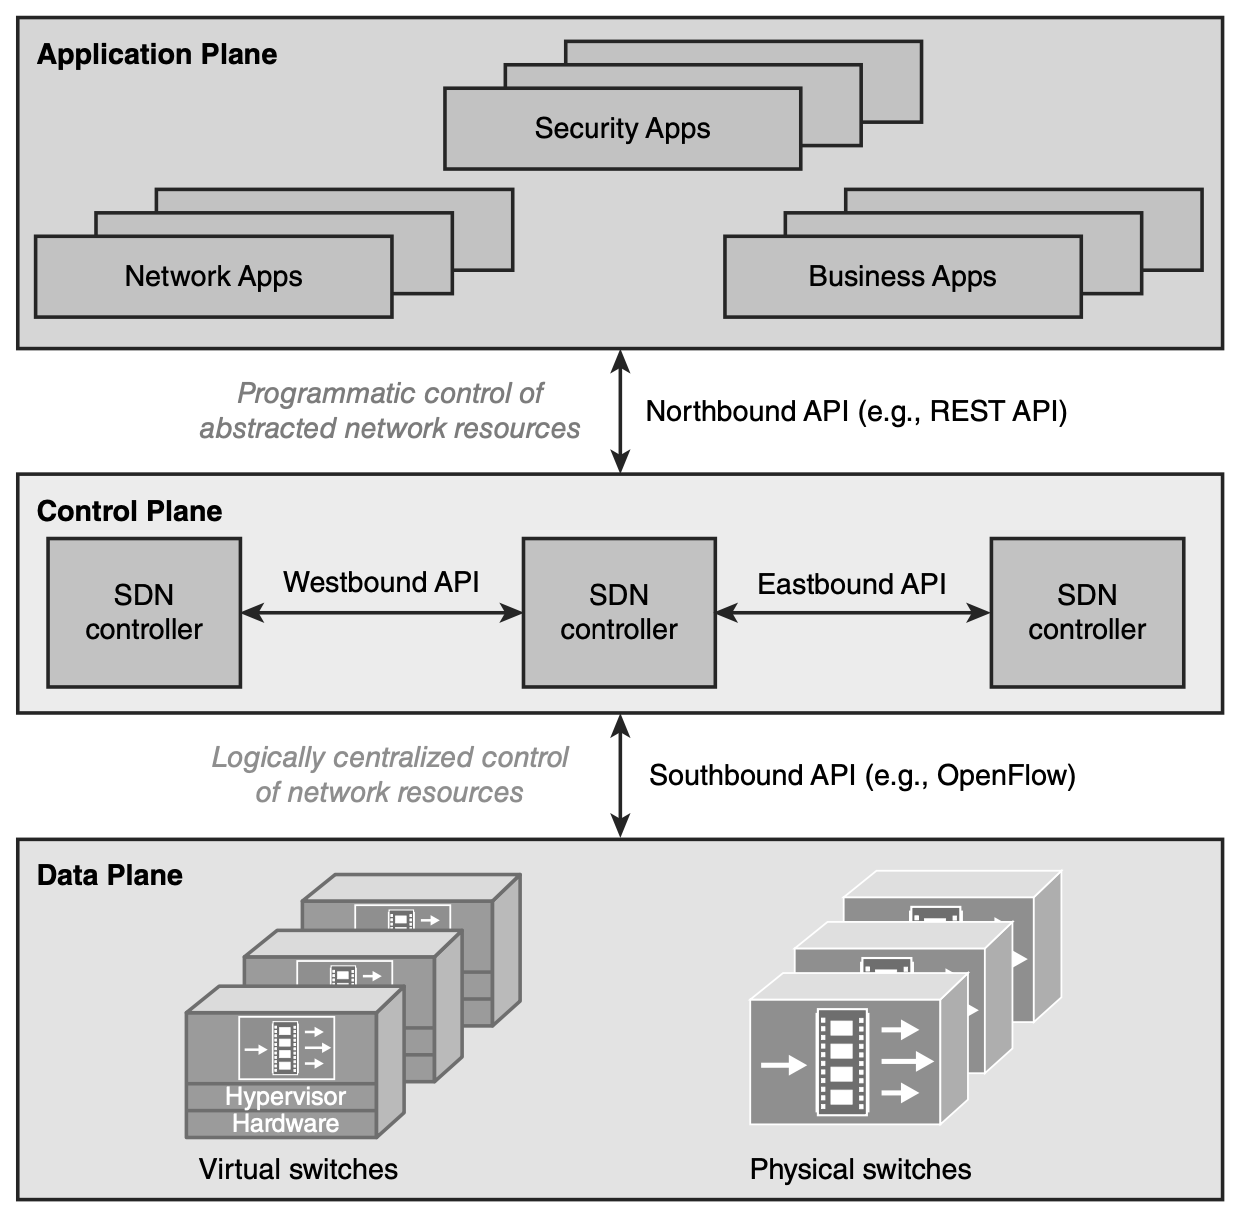 Application Plane
Security Apps
Network Apps
Business Apps
Programmatic control of
abstracted network resources
Northbound API (e.g., REST API)
Control Plane
SDN
controller
Westbound API
SDN
controller
Eastbound API
SDN
controller
Logically centralized control
of network resources
Southbound API (e.g., OpenFlow)
Data Plane
Hypervisor
Hardware
Virtual switches
Physical switches